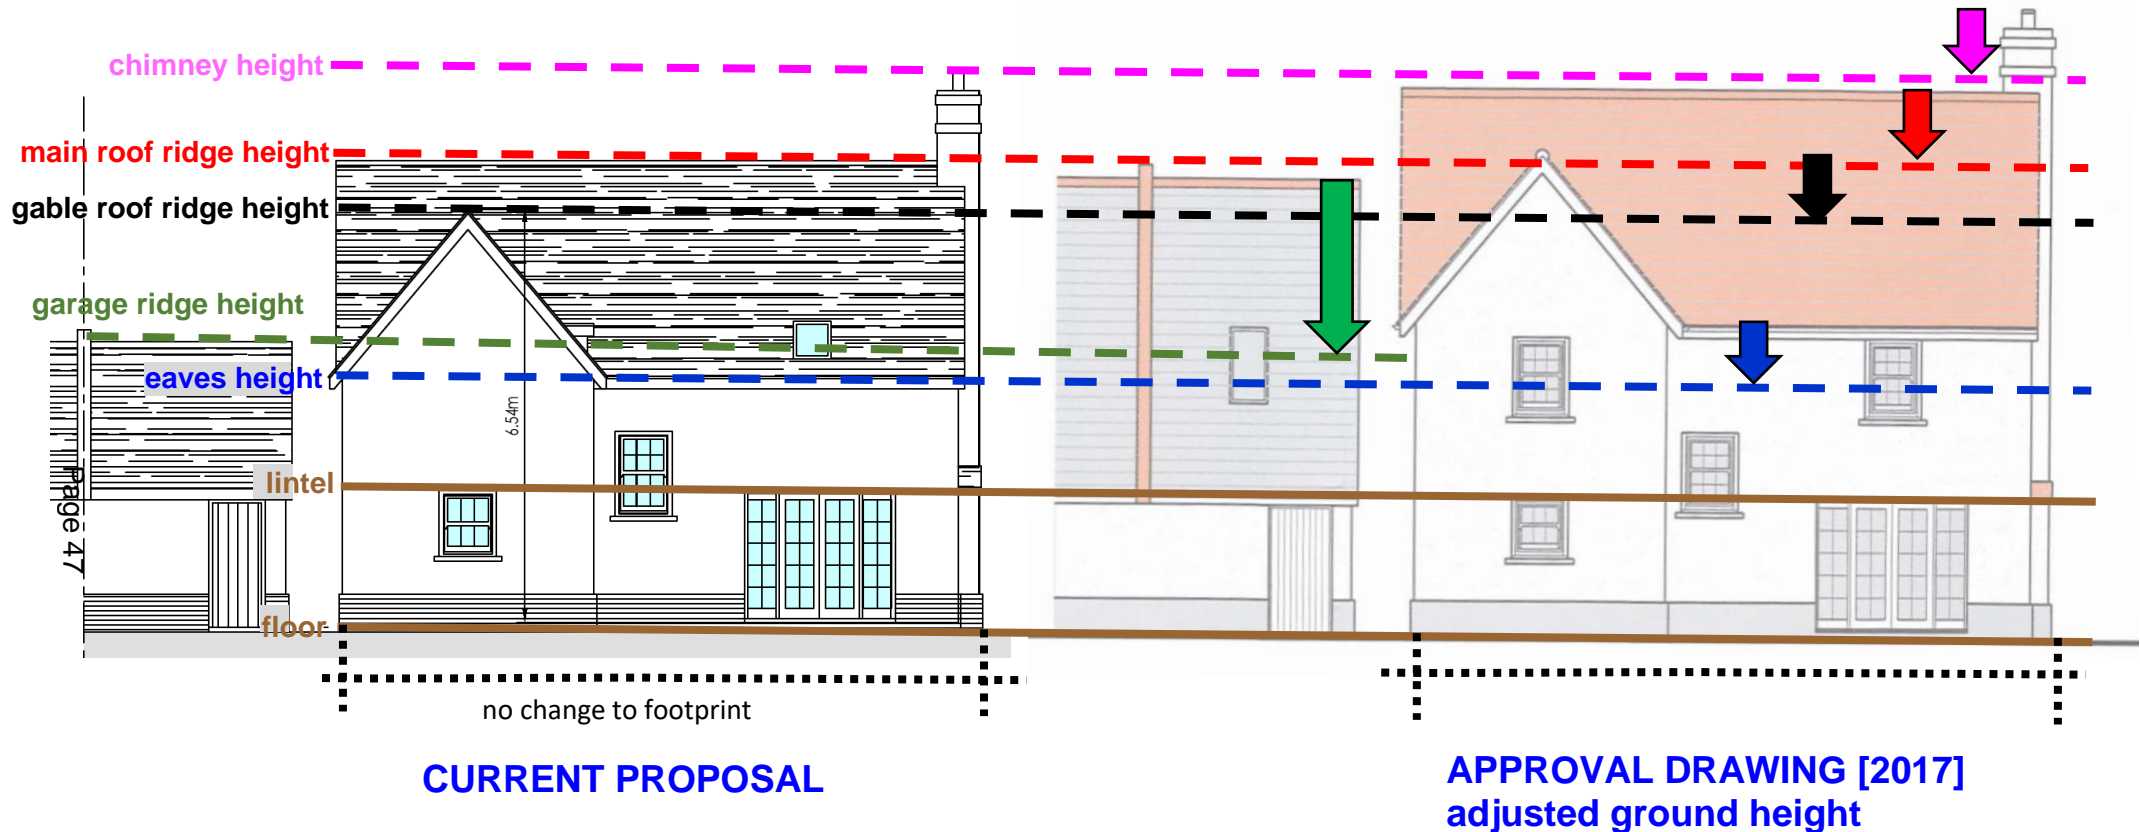 chimney height
main roof ridge height
gable roof ridge height
garage ridge height
eaves height
6.54m
lintel
Page 47
floor
no change to footprint
CURRENT PROPOSAL
APPROVAL DRAWING [2017]
adjusted ground height